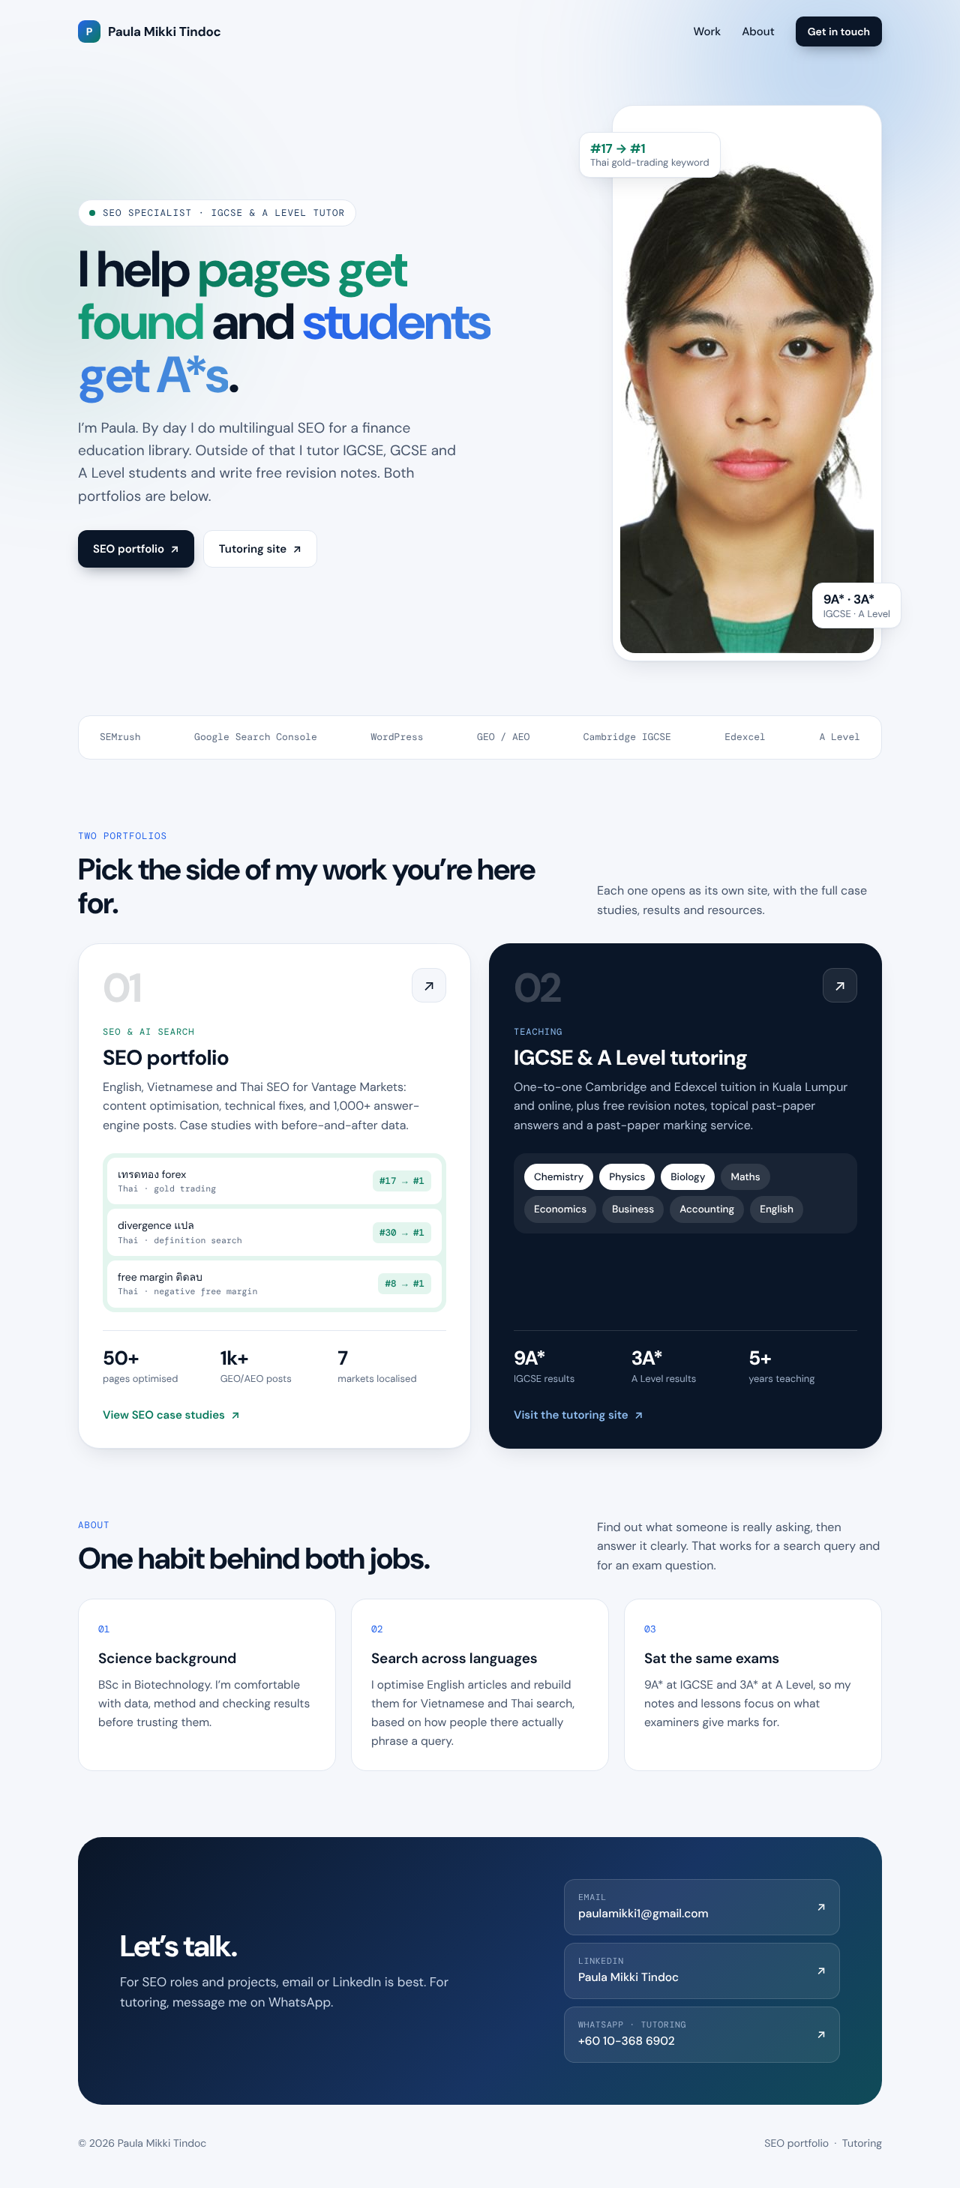 P
Paula Mikki Tindoc
Work
About
Get in touch
#17 → #1
Thai gold-trading keyword
SEO SPECIALIST · IGCSE & A LEVEL TUTOR
I help pages get
found and students
get A*s.
I’m Paula. By day I do multilingual SEO for a finance
education library. Outside of that I tutor IGCSE, GCSE and
A Level students and write free revision notes. Both
portfolios are below.
SEO portfolio ↗
Tutoring site ↗
9A* · 3A*
IGCSE · A Level
SEMrush
Google Search Console
WordPress
GEO / AEO
Cambridge IGCSE
Edexcel
A Level
TWO PORTFOLIOS
Pick the side of my work you’re here
for.
Each one opens as its own site, with the full case
studies, results and resources.
01
↗
SEO & AI SEARCH
SEO portfolio
English, Vietnamese and Thai SEO for Vantage Markets:
content optimisation, technical fixes, and 1,000+ answer-
engine posts. Case studies with before-and-after data.
เทรดทอง forex
Thai · gold trading
#17 → #1
divergence แปล
Thai · definition search
#30 → #1
free margin ติดลบ
Thai · negative free margin
#8 → #1
50+
pages optimised
1k+
GEO/AEO posts
7
markets localised
View SEO case studies ↗
02
↗
TEACHING
IGCSE & A Level tutoring
One-to-one Cambridge and Edexcel tuition in Kuala Lumpur
and online, plus free revision notes, topical past-paper
answers and a past-paper marking service.
Chemistry
Physics
Biology
Maths
Economics
Business
Accounting
English
9A*
IGCSE results
3A*
A Level results
5+
years teaching
Visit the tutoring site ↗
ABOUT
One habit behind both jobs.
Find out what someone is really asking, then
answer it clearly. That works for a search query and
for an exam question.
01
Science background
BSc in Biotechnology. I’m comfortable
with data, method and checking results
before trusting them.
02
Search across languages
I optimise English articles and rebuild
them for Vietnamese and Thai search,
based on how people there actually
phrase a query.
03
Sat the same exams
9A* at IGCSE and 3A* at A Level, so my
notes and lessons focus on what
examiners give marks for.
Let’s talk.
For SEO roles and projects, email or LinkedIn is best. For
tutoring, message me on WhatsApp.
EMAIL
paulamikki1@gmail.com
↗
LINKEDIN
Paula Mikki Tindoc
↗
WHATSAPP · TUTORING
+60 10-368 6902
↗
© 2026 Paula Mikki Tindoc
SEO portfolio · Tutoring